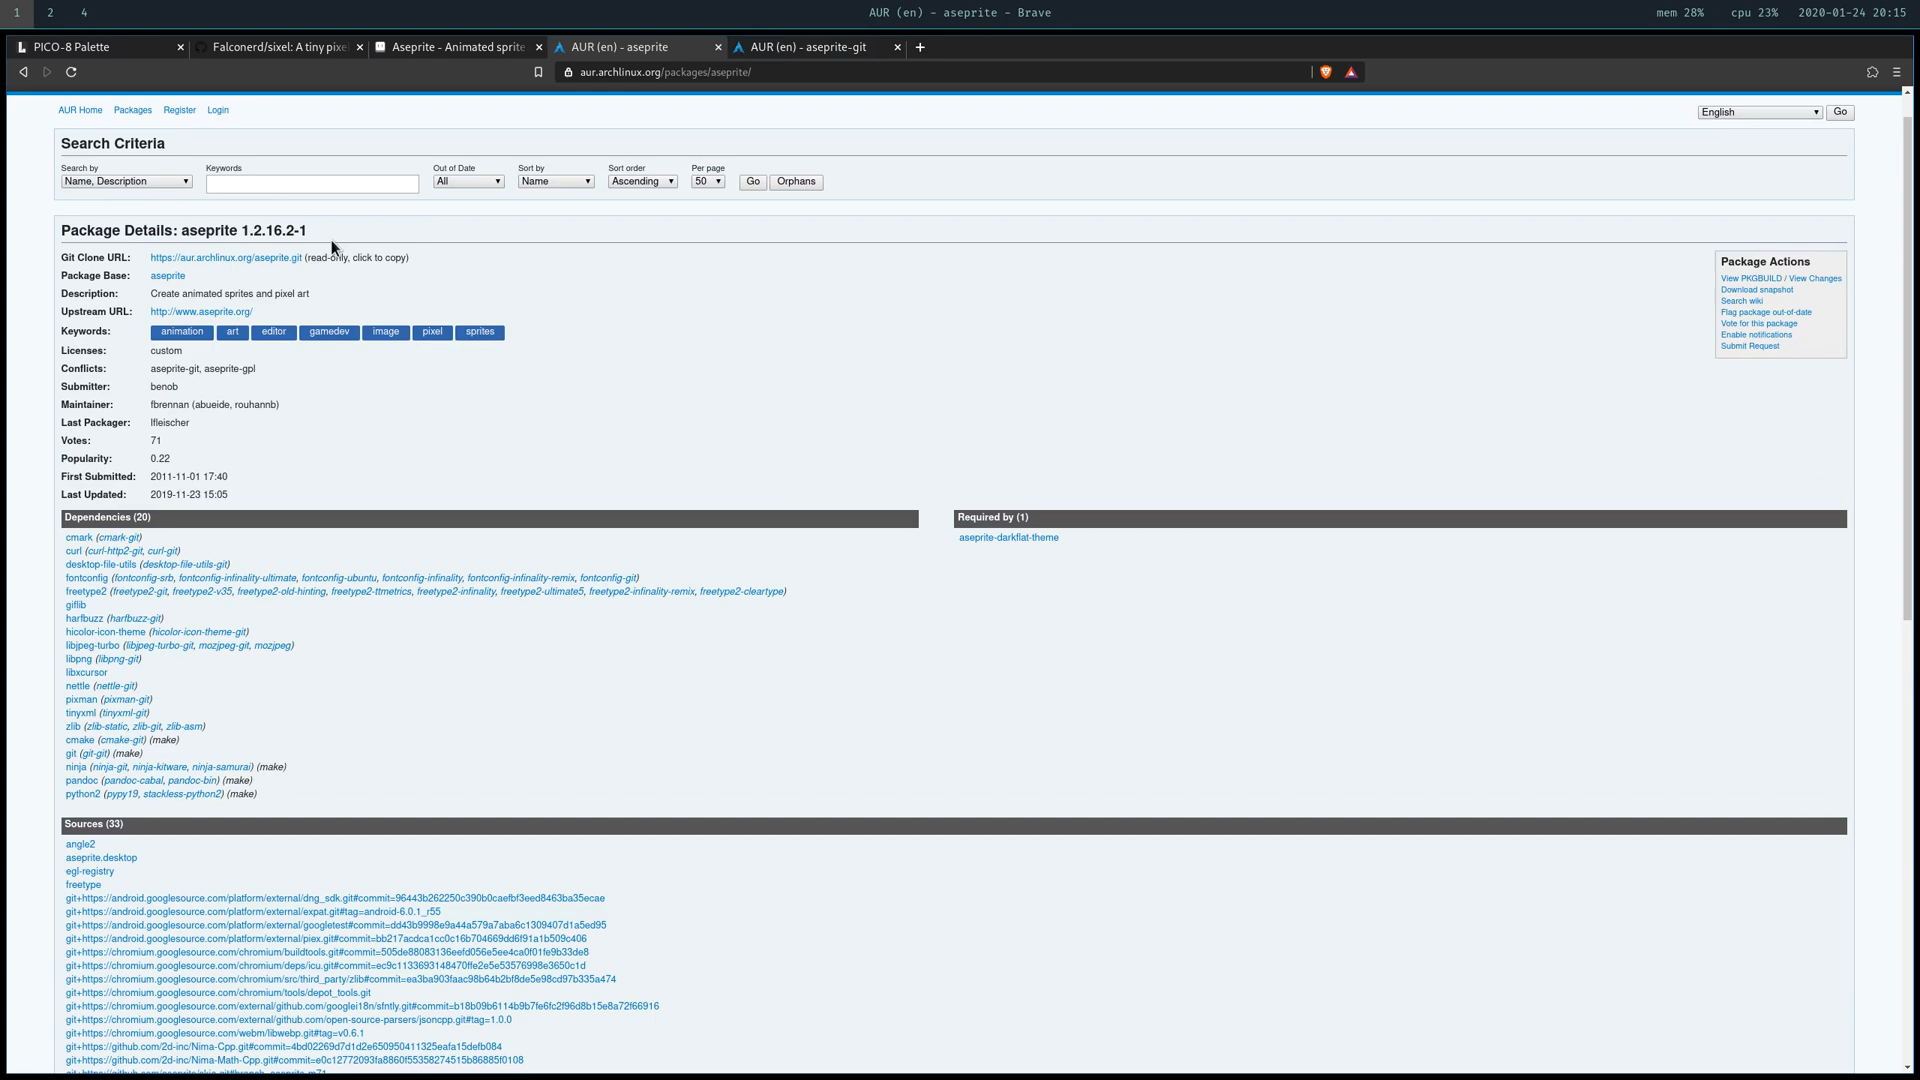 1 2 4 AUR (en) - aseprite - Brave mem 28% cpu 23% 2020-01-24 20:15
PICO-8 Palette Falconerd/sixel: A tiny pixe Aseprite - Animated sprite AUR (en) - aseprite AUR (en) - aseprite-git
aur.archlinux.org/packages/aseprite/
AUR Home Packages Register Login English Go
Search Criteria
Search by Keywords Out of Date Sort by Sort order Per page
Name, Description All Name Ascending 50 Go Orphans
Package Details: aseprite 1.2.16.2-1
Git Clone URL: https://aur.archlinux.org/aseprite.git (read-only, click to copy)
Package Base: aseprite
Description: Create animated sprites and pixel art
Upstream URL: http://www.aseprite.org/
Keywords: animation art editor gamedev image pixel sprites
Licenses: custom
Conflicts: aseprite-git, aseprite-gpl
Submitter: benob
Maintainer: fbrennan (abueide, rouhannb)
Last Packager: lfleischer
Votes: 71
Popularity: 0.22
First Submitted: 2011-11-01 17:40
Last Updated: 2019-11-23 15:05
Package Actions
View PKGBUILD / View Changes
Download snapshot
Search wiki
Flag package out-of-date
Vote for this package
Enable notifications
Submit Request
Dependencies (20)
cmark (cmark-git)
curl (curl-http2-git, curl-git)
desktop-file-utils (desktop-file-utils-git)
fontconfig (fontconfig-srb, fontconfig-infinality-ultimate, fontconfig-ubuntu, fontconfig-infinality, fontconfig-infinality-remix, fontconfig-git)
freetype2 (freetype2-git, freetype2-v35, freetype2-old-hinting, freetype2-ttmetrics, freetype2-infinality, freetype2-ultimate5, freetype2-infinality-remix, freetype2-cleartype)
giflib
harfbuzz (harfbuzz-git)
hicolor-icon-theme (hicolor-icon-theme-git)
libjpeg-turbo (libjpeg-turbo-git, mozjpeg-git, mozjpeg)
libpng (libpng-git)
libxcursor
nettle (nettle-git)
pixman (pixman-git)
tinyxml (tinyxml-git)
zlib (zlib-static, zlib-git, zlib-asm)
cmake (cmake-git) (make)
git (git-git) (make)
ninja (ninja-git, ninja-kitware, ninja-samurai) (make)
pandoc (pandoc-cabal, pandoc-bin) (make)
python2 (pypy19, stackless-python2) (make)
Required by (1)
aseprite-darkflat-theme
Sources (33)
angle2
aseprite.desktop
egl-registry
freetype
git+https://android.googlesource.com/platform/external/dng_sdk.git#commit=96443b262250c390b0caefbf3eed8463ba35ecae
git+https://android.googlesource.com/platform/external/expat.git#tag=android-6.0.1_r55
git+https://android.googlesource.com/platform/external/googletest#commit=dd43b9998e9a44a579a7aba6c1309407d1a5ed95
git+https://android.googlesource.com/platform/external/piex.git#commit=bb217acdca1cc0c16b704669dd6f91a1b509c406
git+https://chromium.googlesource.com/chromium/buildtools.git#commit=505de88083136eefd056e5ee4ca0f01fe9b33de8
git+https://chromium.googlesource.com/chromium/deps/icu.git#commit=ec9c1133693148470ffe2e5e53576998e3650c1d
git+https://chromium.googlesource.com/chromium/src/third_party/zlib#commit=ea3ba903faac98b64b2bf8de5e98cd97b335a474
git+https://chromium.googlesource.com/chromium/tools/depot_tools.git
git+https://chromium.googlesource.com/external/github.com/googlei18n/sfntly.git#commit=b18b09b6114b9b7fe6fc2f96d8b15e8a72f66916
git+https://chromium.googlesource.com/external/github.com/open-source-parsers/jsoncpp.git#tag=1.0.0
git+https://chromium.googlesource.com/webm/libwebp.git#tag=v0.6.1
git+https://github.com/2d-inc/Nima-Cpp.git#commit=4bd02269d7d1d2e650950411325eafa15defb084
git+https://github.com/2d-inc/Nima-Math-Cpp.git#commit=e0c12772093fa8860f55358274515b86885f0108